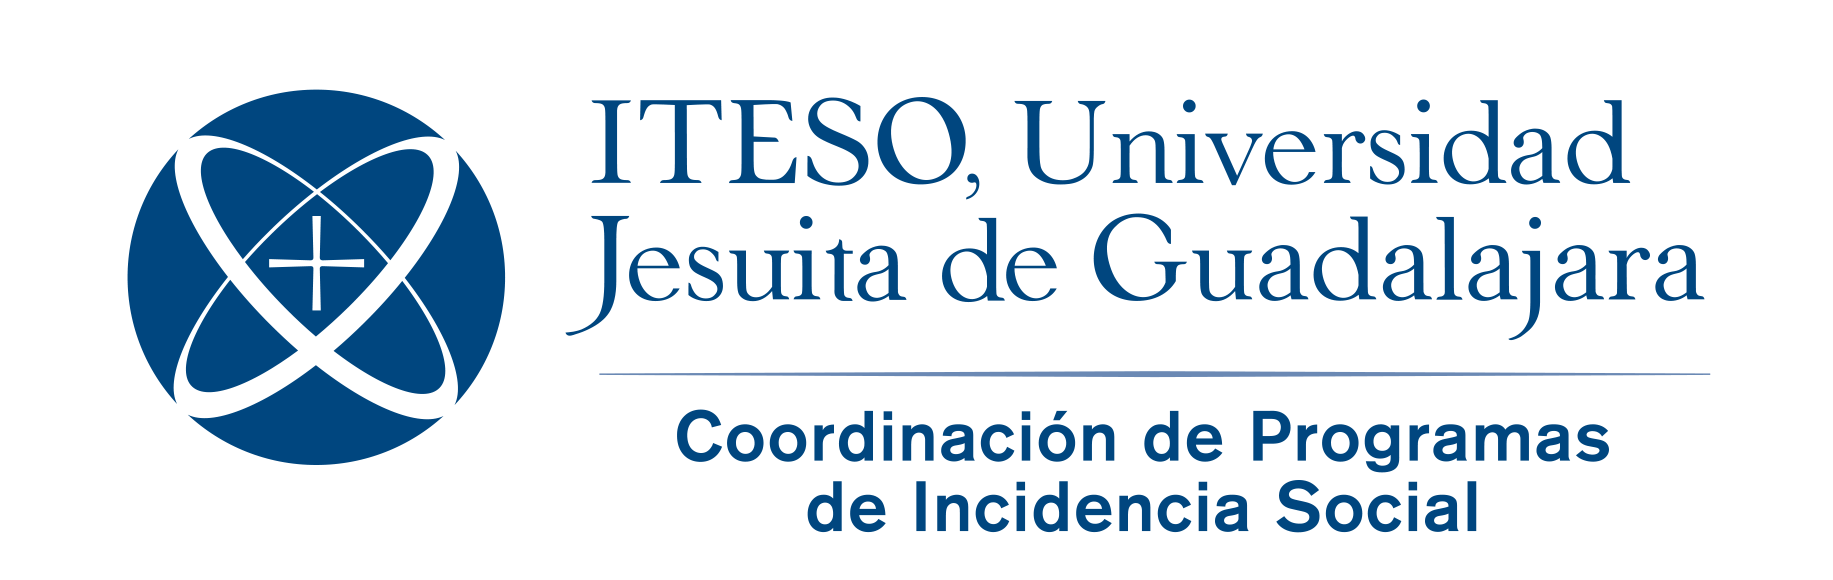 ITESO, Universidad
Jesuita de Guadalajara
Coordinación de Programas
de Incidencia Social